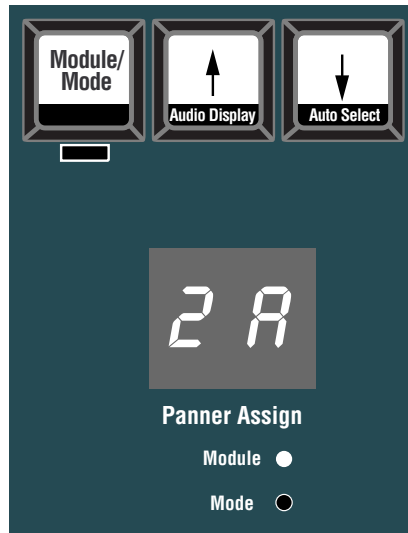 Module/
Mode
Audio Display
Auto Select
2 A
Panner Assign
Module
Mode